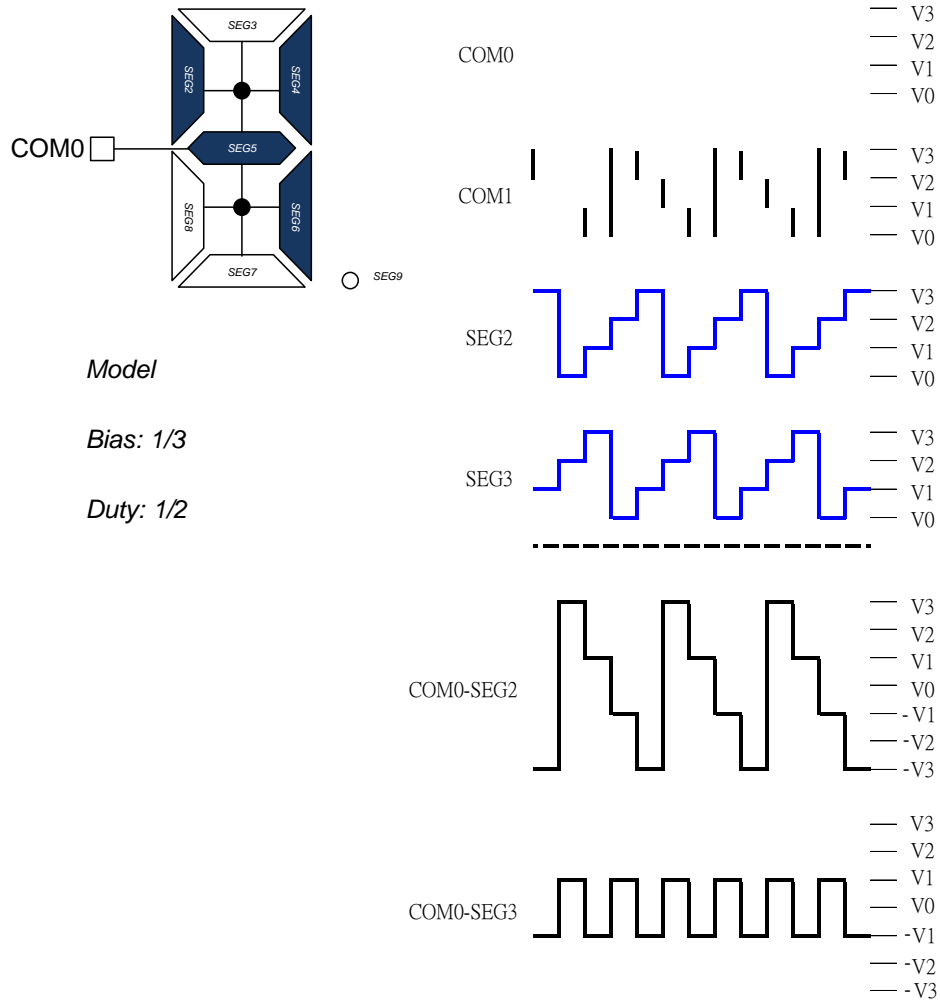 SEG3
SEG2
SEG4
COM0
SEG5
SEG8
SEG6
SEG7
SEG9
Model
Bias: 1/3
Duty: 1/2
COM0
V3
V2
V1
V0
COM1
V3
V2
V1
V0
SEG2
V3
V2
V1
V0
SEG3
V3
V2
V1
V0
COM0-SEG2
V3
V2
V1
V0
-V1
-V2
-V3
COM0-SEG3
V3
V2
V1
V0
-V1
-V2
-V3